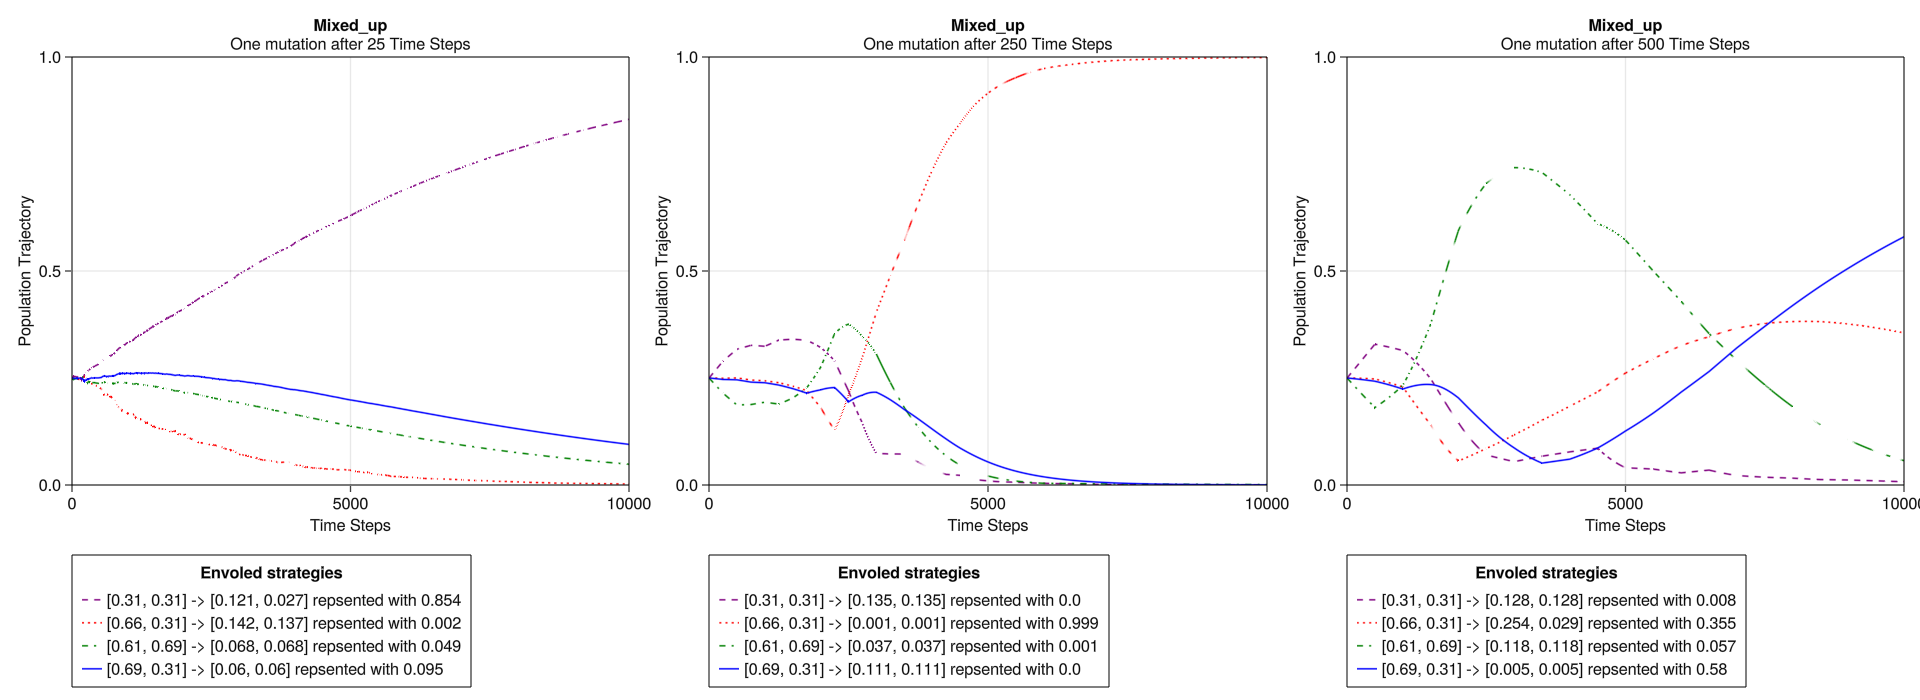 Mixed_up
One mutation after 25 Time Steps
1.0
0.5
0.0
Population Trajectory
0
5000
10000
Time Steps
Envoled strategies
[0.31, 0.31] -> [0.121, 0.027] repsented with 0.854
[0.66, 0.31] -> [0.142, 0.137] repsented with 0.002
[0.61, 0.69] -> [0.068, 0.068] repsented with 0.049
[0.69, 0.31] -> [0.06, 0.06] repsented with 0.095
Mixed_up
One mutation after 250 Time Steps
1.0
0.5
0.0
Population Trajectory
0
5000
10000
Time Steps
Envoled strategies
[0.31, 0.31] -> [0.135, 0.135] repsented with 0.0
[0.66, 0.31] -> [0.001, 0.001] repsented with 0.999
[0.61, 0.69] -> [0.037, 0.037] repsented with 0.001
[0.69, 0.31] -> [0.111, 0.111] repsented with 0.0
Mixed_up
One mutation after 500 Time Steps
1.0
0.5
0.0
Population Trajectory
0
5000
10000
Time Steps
Envoled strategies
[0.31, 0.31] -> [0.128, 0.128] repsented with 0.008
[0.66, 0.31] -> [0.254, 0.029] repsented with 0.355
[0.61, 0.69] -> [0.118, 0.118] repsented with 0.057
[0.69, 0.31] -> [0.005, 0.005] repsented with 0.58